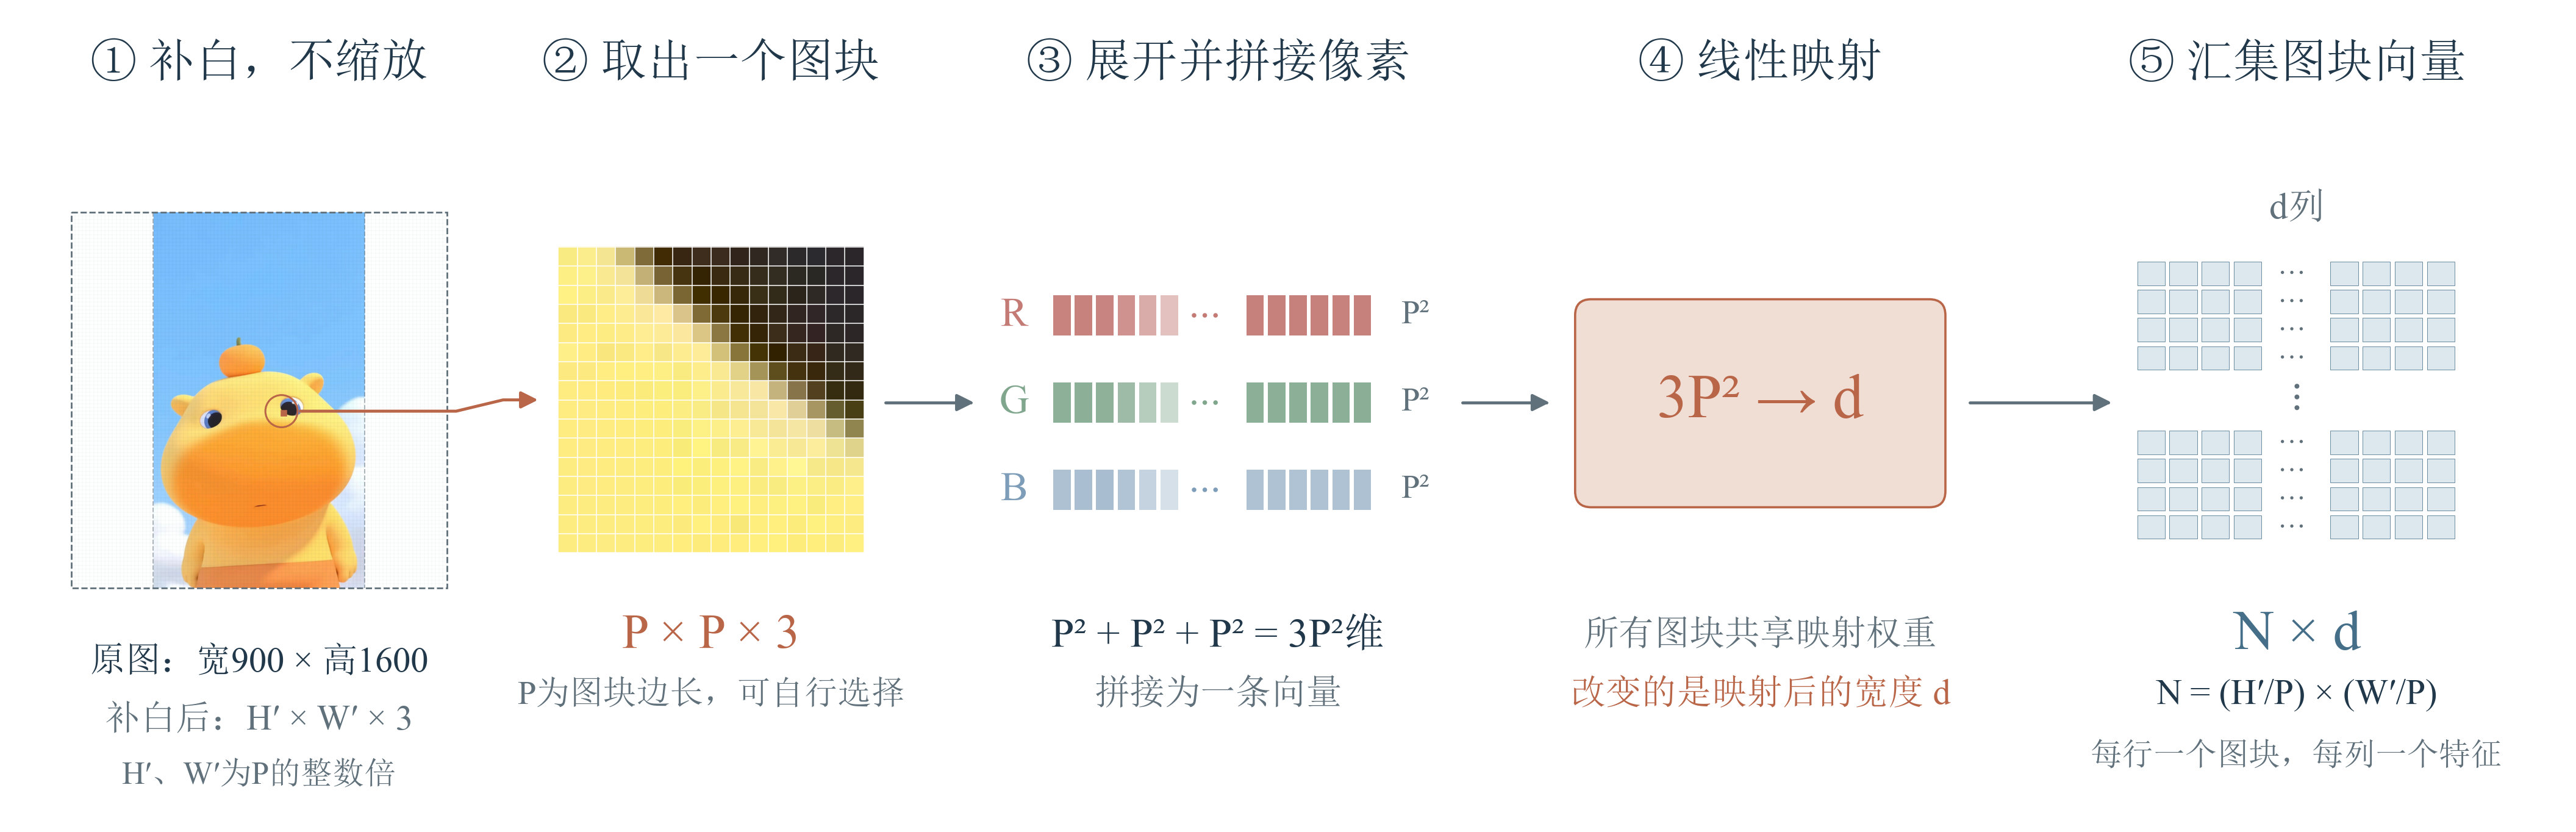 ① 补白，不缩放
② 取出一个图块
③ 展开并拼接像素
④ 线性映射
⑤ 汇集图块向量
原图：宽900 × 高1600
补白后：H′ × W′ × 3
H′、W′为P的整数倍
P × P × 3
P为图块边长，可自行选择
R ··· P²
G ··· P²
B ··· P²
P² + P² + P² = 3P²维
拼接为一条向量
3P² → d
所有图块共享映射权重
改变的是映射后的宽度 d
d列
···
···
···
···
⋮
···
···
···
···
N × d
N = (H′/P) × (W′/P)
每行一个图块，每列一个特征